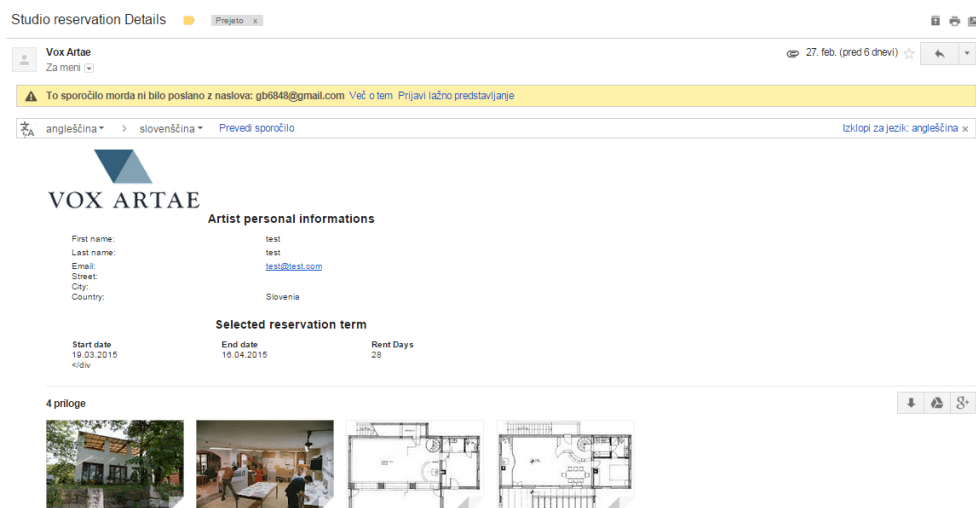 Studio reservation Details
Prejeto x
Vox Artae
27. feb. (pred 6 dnevi)
Za meni
To sporočilo morda ni bilo poslano z naslova: gb6848@gmail.com Več o tem Prijavi lažno predstavljanje
angleščina > slovenščina Prevedi sporočilo Izklopi za jezik: angleščina x
VOX ARTAE
Artist personal informations
First name: test
Last name: test
Email: test@test.com
Street:
City:
Country: Slovenia
Selected reservation term
Start date End date Rent Days
19.03.2015 16.04.2015 28
</div
4 priloge